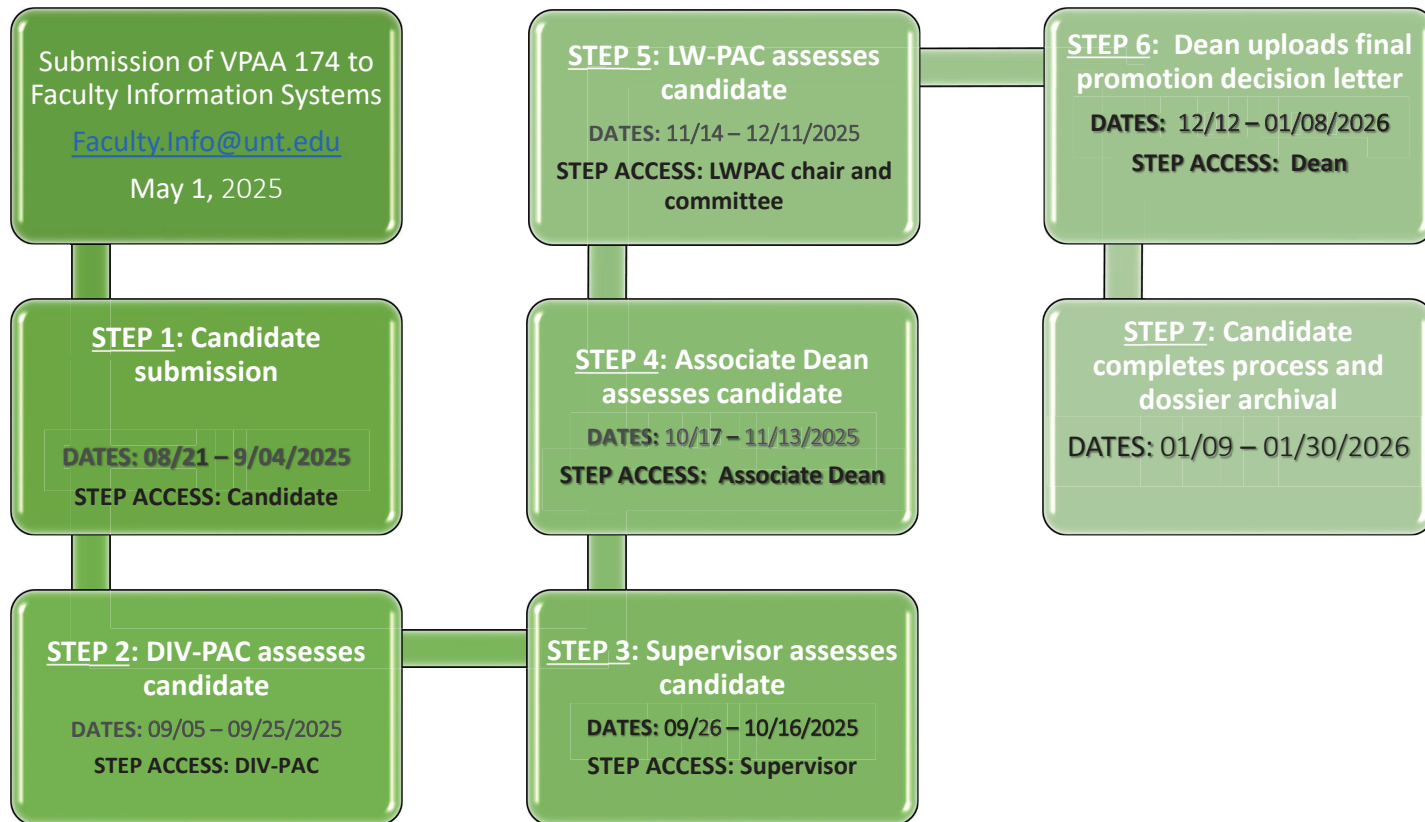 Submission of VPAA 174 to
Faculty Information Systems
Faculty.Info@unt.edu
May 1, 2025
STEP 1: Candidate
submission
DATES: 08/21 – 9/04/2025
STEP ACCESS: Candidate
STEP 2: DIV-PAC assesses
candidate
DATES: 09/05 – 09/25/2025
STEP ACCESS: DIV-PAC
STEP 3: Supervisor assesses
candidate
DATES: 09/26 – 10/16/2025
STEP ACCESS: Supervisor
STEP 4: Associate Dean
assesses candidate
DATES: 10/17 – 11/13/2025
STEP ACCESS: Associate Dean
STEP 5: LW-PAC assesses
candidate
DATES: 11/14 – 12/11/2025
STEP ACCESS: LWPAC chair and
committee
STEP 6: Dean uploads final
promotion decision letter
DATES: 12/12 – 01/08/2026
STEP ACCESS: Dean
STEP 7: Candidate
completes process and
dossier archival
DATES: 01/09 – 01/30/2026